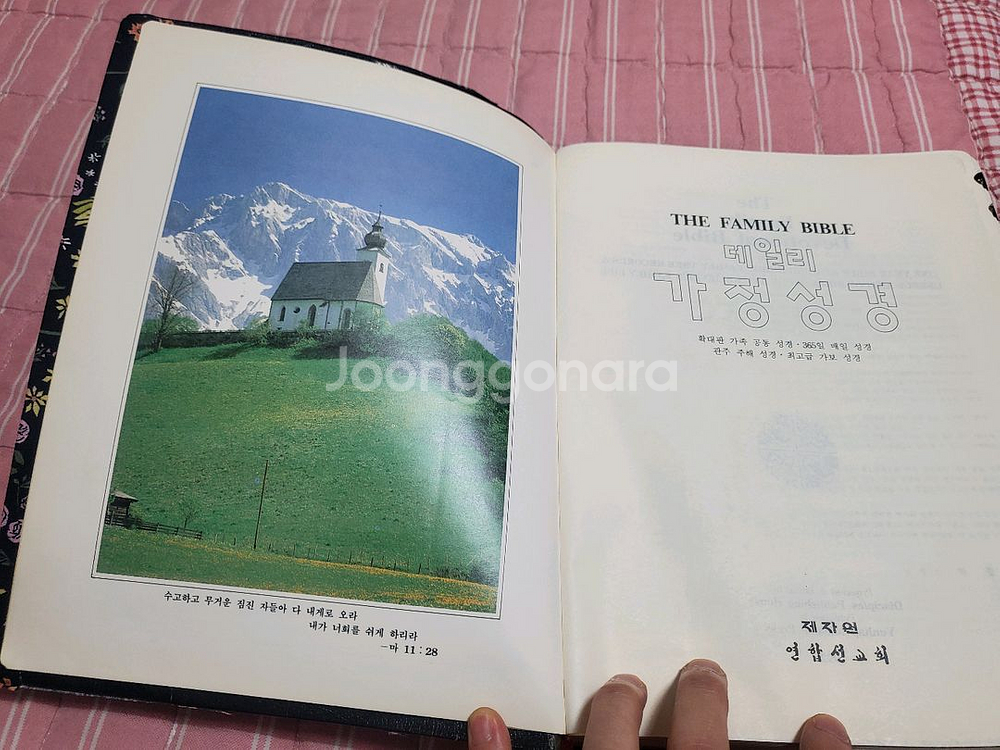 수고하고 무거운 짐진 자들아 다 내게로 오라
내가 너희를 쉬게 하리라
-마 11:28
THE FAMILY BIBLE
데일리
가정성경
확대판 가족 공동 성경·365일 매일 성경
관주 주해 성경·최고급 가보 성경
제자원
연합선교회
Joonggonara